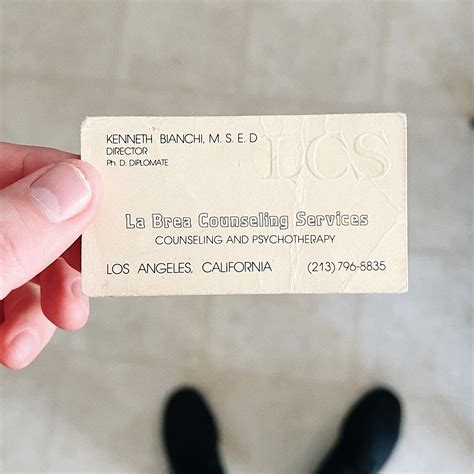 KENNETH BIANCHI, M. S. E. D
DIRECTOR
Ph. D. DIPLOMATE
LCS
La Brea Counseling Services
COUNSELING AND PSYCHOTHERAPY
LOS ANGELES, CALIFORNIA (213) 796-8835